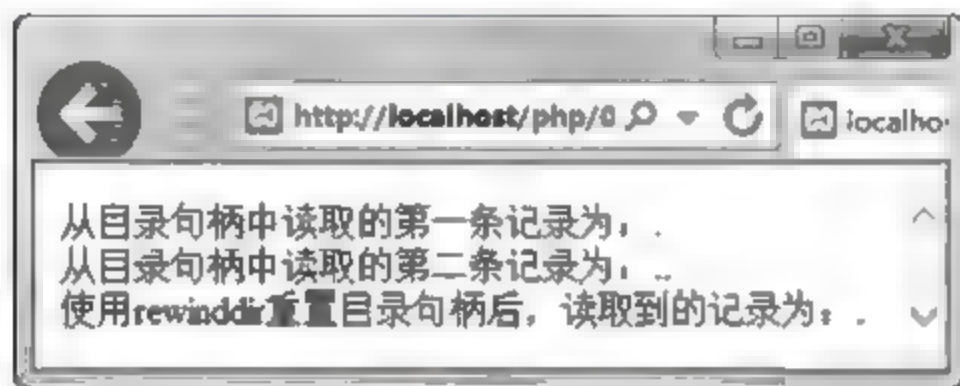 http://localhost/php/0
localho
从目录句柄中读取的第一条记录为：.
从目录句柄中读取的第二条记录为：..
使用rewinddir重置目录句柄后，读取到的记录为：.